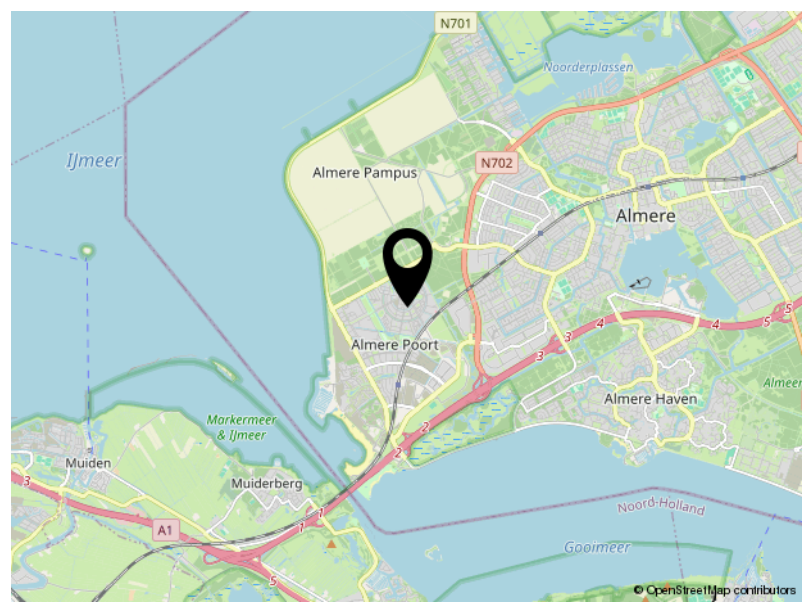 N701
Noorderplassen
IJmeer
N702
Almere Pampus
Almere
3
4
4
5
5
3
Almere Poort
Almere
Almere Haven
2
Markermeer
& IJmeer
2
Muiden
3
Muiderberg
Noord-Holland
1
1
A1
Gooimeer
5
© OpenStreetMap contributors